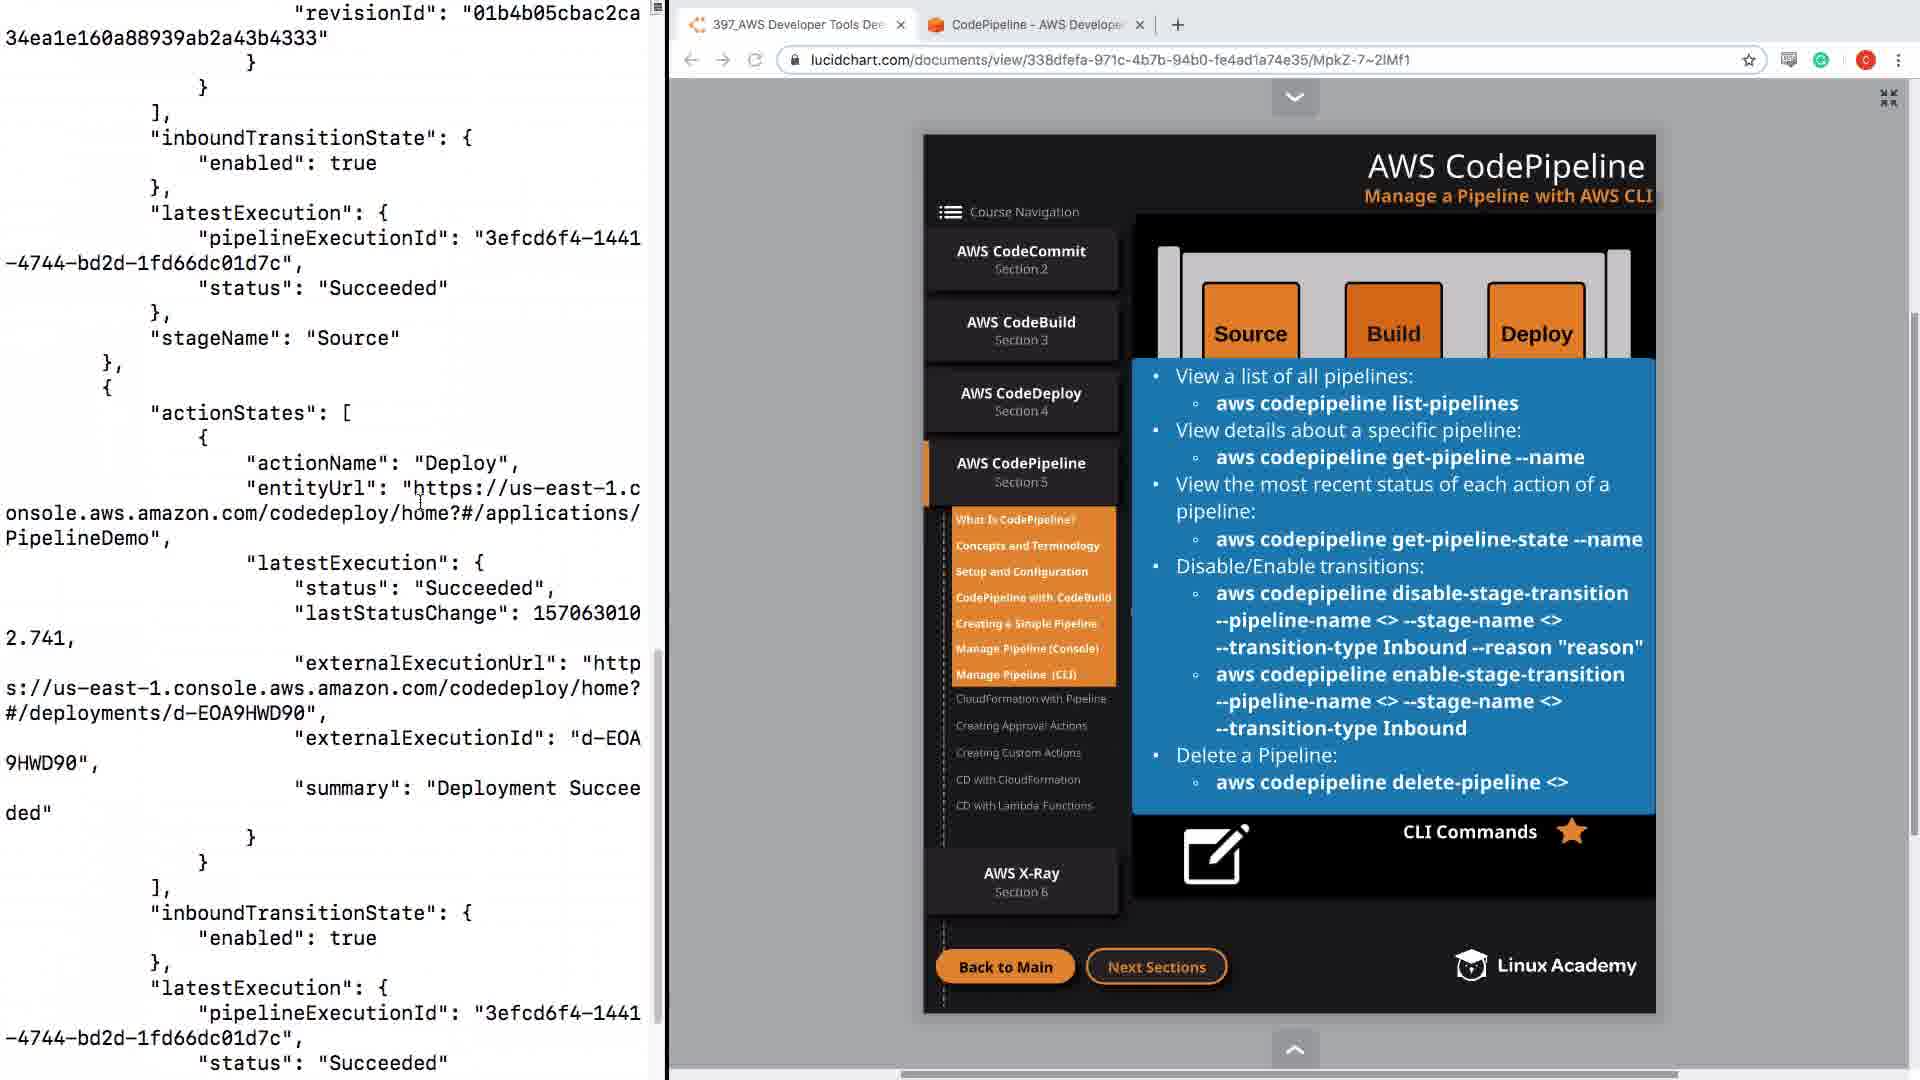 "revisionId": "01b4b05cbac2ca
34ea1e160a88939ab2a43b4333"
}
}
],
"inboundTransitionState": {
"enabled": true
},
"latestExecution": {
"pipelineExecutionId": "3efcd6f4-1441
-4744-bd2d-1fd66dc01d7c",
"status": "Succeeded"
},
"stageName": "Source"
},
{
"actionStates": [
{
"actionName": "Deploy",
"entityUrl": "https://us-east-1.c
onsole.aws.amazon.com/codedeploy/home?#/applications/
PipelineDemo",
"latestExecution": {
"status": "Succeeded",
"lastStatusChange": 157063010
2.741,
"externalExecutionUrl": "http
s://us-east-1.console.aws.amazon.com/codedeploy/home?
#/deployments/d-EOA9HWD90",
"externalExecutionId": "d-EOA
9HWD90",
"summary": "Deployment Succee
ded"
}
}
],
"inboundTransitionState": {
"enabled": true
},
"latestExecution": {
"pipelineExecutionId": "3efcd6f4-1441
-4744-bd2d-1fd66dc01d7c",
"status": "Succeeded"
397_AWS Developer Tools Dee
CodePipeline - AWS Develope
lucidchart.com/documents/view/338dfefa-971c-4b7b-94b0-fe4ad1a74e35/MpkZ-7~2lMf1
C
AWS CodePipeline
Manage a Pipeline with AWS CLI
Course Navigation
AWS CodeCommit
Section 2
AWS CodeBuild
Section 3
AWS CodeDeploy
Section 4
AWS CodePipeline
Section 5
What Is CodePipeline?
Concepts and Terminology
Setup and Configuration
CodePipeline with CodeBuild
Creating a Simple Pipeline
Manage Pipeline (Console)
Manage Pipeline (CLI)
CloudFormation with Pipeline
Creating Approval Actions
Creating Custom Actions
CD with CloudFormation
CD with Lambda Functions
AWS X-Ray
Section 6
Back to Main
Next Sections
Source
Build
Deploy
• View a list of all pipelines:
◦ aws codepipeline list-pipelines
• View details about a specific pipeline:
◦ aws codepipeline get-pipeline --name
• View the most recent status of each action of a
pipeline:
◦ aws codepipeline get-pipeline-state --name
• Disable/Enable transitions:
◦ aws codepipeline disable-stage-transition
--pipeline-name <> --stage-name <>
--transition-type Inbound --reason "reason"
◦ aws codepipeline enable-stage-transition
--pipeline-name <> --stage-name <>
--transition-type Inbound
• Delete a Pipeline:
◦ aws codepipeline delete-pipeline <>
CLI Commands
Linux Academy